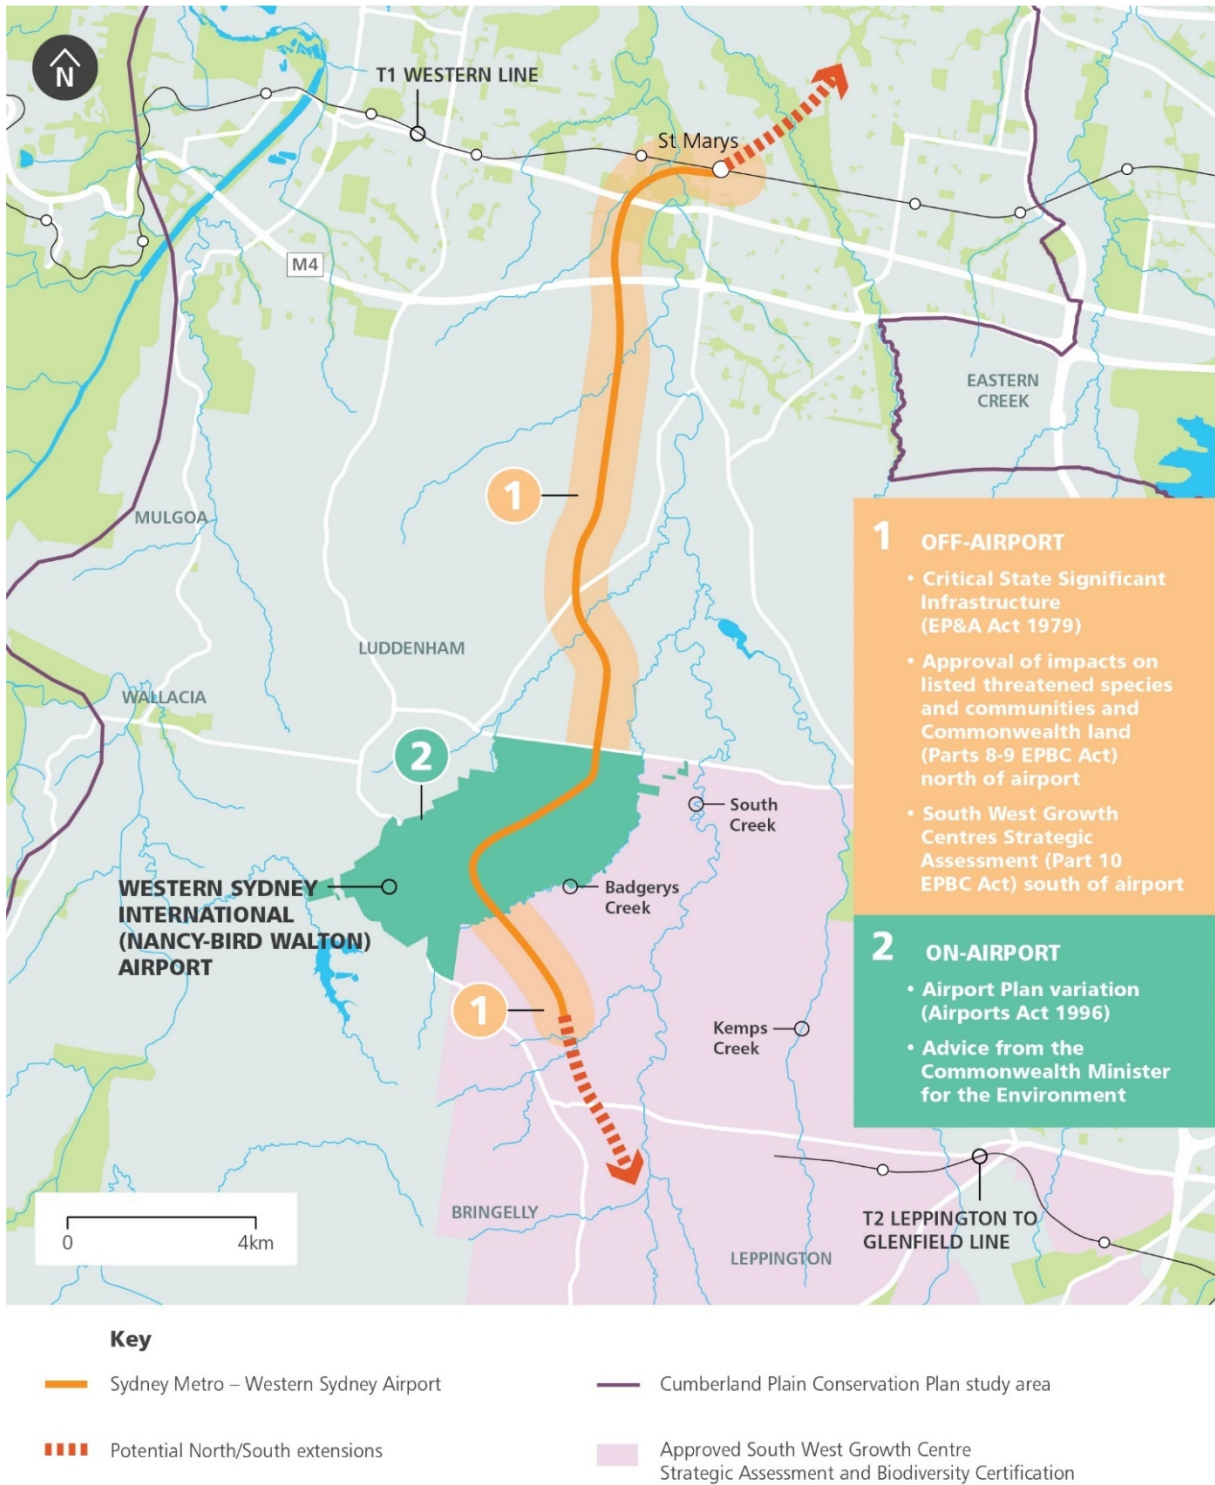 N
T1 WESTERN LINE
St Marys
M4
EASTERN
CREEK
1
MULGOA
LUDDENHAM
WALLACIA
2
South
Creek
WESTERN SYDNEY
INTERNATIONAL
(NANCY-BIRD WALTON)
AIRPORT
Badgerys
Creek
1
Kemps
Creek
BRINGELLY
LEPPINGTON
T2 LEPPINGTON TO
GLENFIELD LINE
0 4km
1 OFF-AIRPORT
• Critical State Significant
Infrastructure
(EP&A Act 1979)
• Approval of impacts on
listed threatened species
and communities and
Commonwealth land
(Parts 8-9 EPBC Act)
north of airport
• South West Growth
Centres Strategic
Assessment (Part 10
EPBC Act) south of airport
2 ON-AIRPORT
• Airport Plan variation
(Airports Act 1996)
• Advice from the
Commonwealth Minister
for the Environment
Key
Sydney Metro – Western Sydney Airport
Potential North/South extensions
Cumberland Plain Conservation Plan study area
Approved South West Growth Centre
Strategic Assessment and Biodiversity Certification